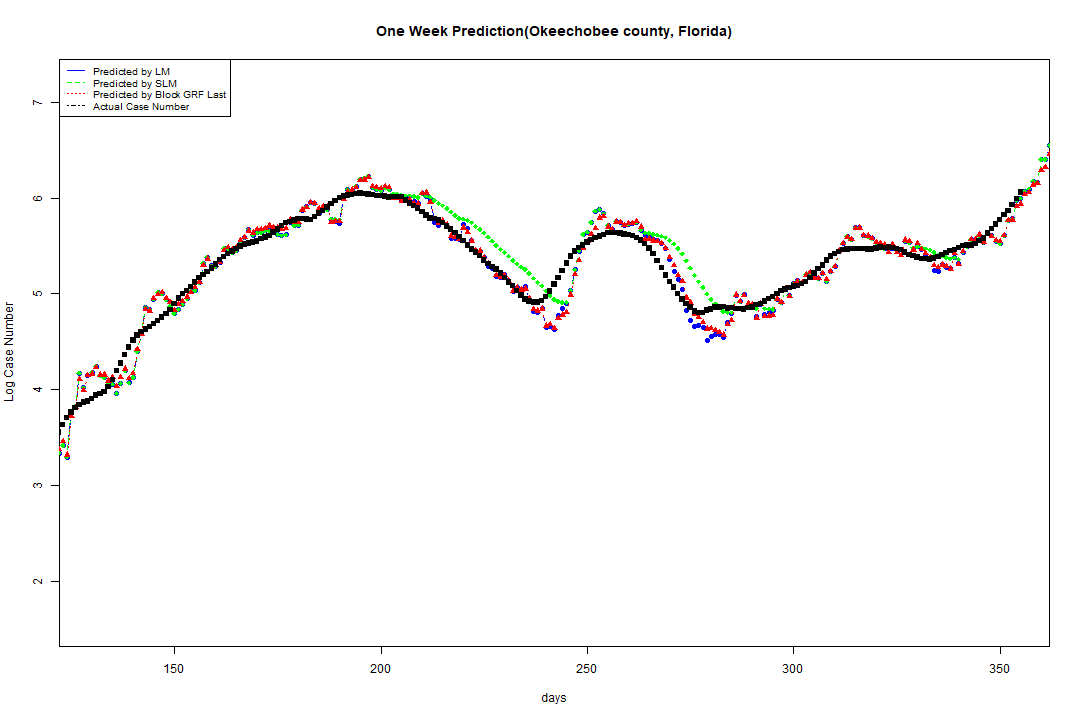 One Week Prediction(Okeechobee county, Florida)
Predicted by LM
Predicted by SLM
Predicted by Block GRF Last
Actual Case Number
7
6
5
4
3
2
Log Case Number
150 200 250 300 350
days